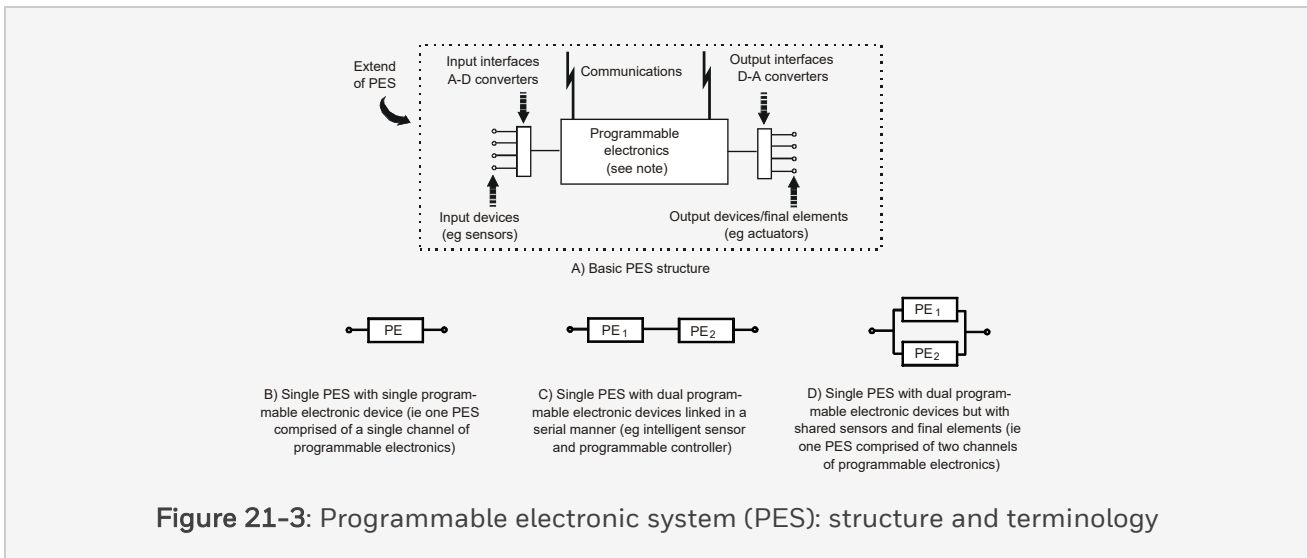 Extend
of PES
Input interfaces
A-D converters
Communications
Output interfaces
D-A converters
Programmable
electronics
(see note)
Input devices
(eg sensors)
Output devices/final elements
(eg actuators)
A) Basic PES structure
PE
PE1
PE2
PE1
PE2
B) Single PES with single program-
mable electronic device (ie one PES
comprised of a single channel of
programmable electronics)
C) Single PES with dual program-
mable electronic devices linked in a
serial manner (eg intelligent sensor
and programmable controller)
D) Single PES with dual program-
mable electronic devices but with
shared sensors and final elements (ie
one PES comprised of two channels
of programmable electronics)
Figure 21-3: Programmable electronic system (PES): structure and terminology